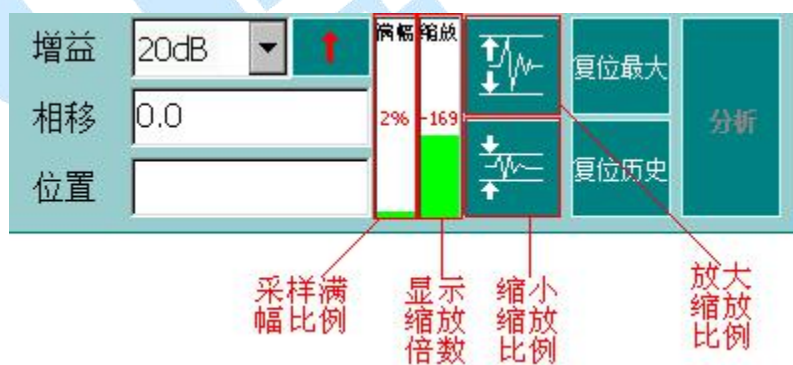 增益
20dB
满幅
缩放
复位最大
分析
相移
0.0
2%
-169
位置
复位历史
采样满
幅比例
显示
缩放
倍数
缩小
缩放
比例
放大
缩放
比例